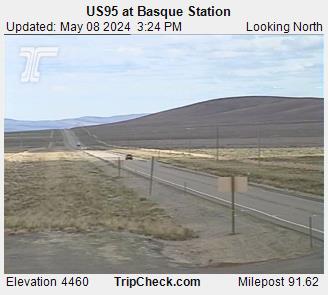 US95 at Basque Station
Updated: May 08 2024 3:24 PM Looking North
Elevation 4460 TripCheck.com Milepost 91.62